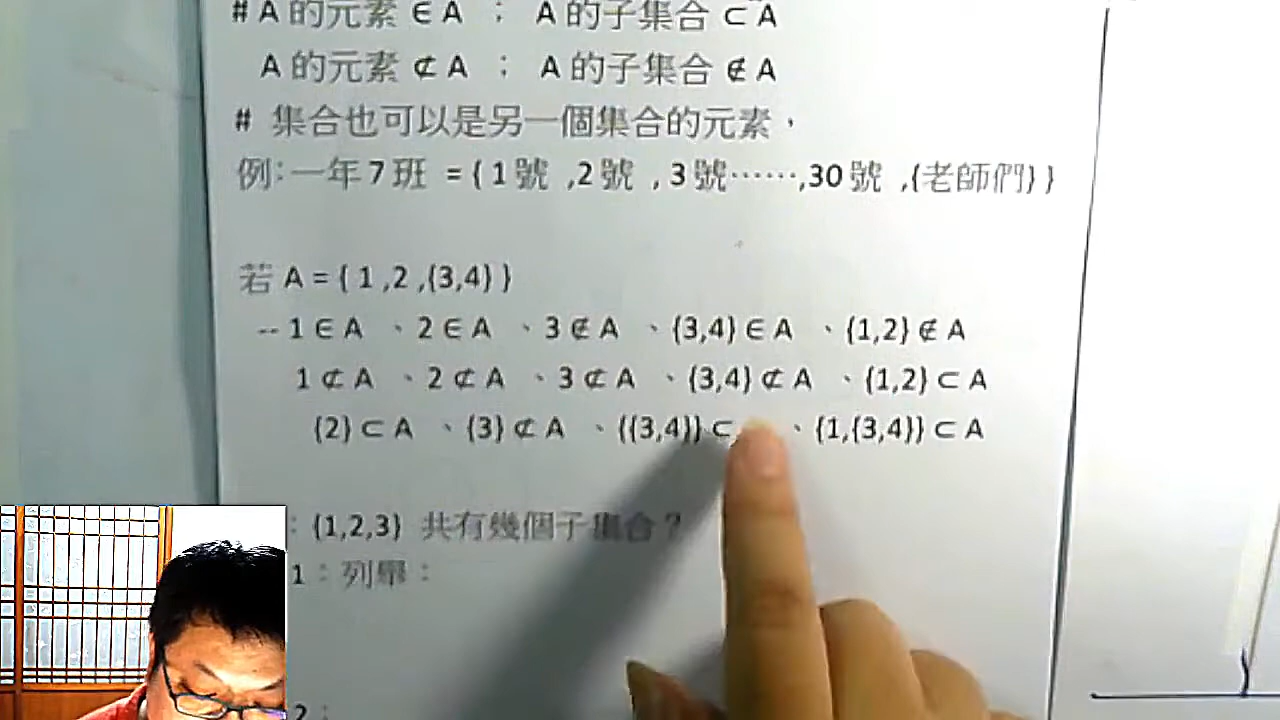 # A 的元素 ∈ A ； A 的子集合 ⊂ A
A 的元素 ⊄ A ； A 的子集合 ∉ A
# 集合也可以是另一個集合的元素，
例：一年 7 班 = { 1 號 ,2 號 , 3 號……,30 號 ,{老師們} }
若 A = { 1 ,2 ,{3,4} }
-- 1 ∈ A 、 2 ∈ A 、 3 ∉ A 、 {3,4} ∈ A 、 {1,2} ∉ A
1 ⊄ A 、 2 ⊄ A 、 3 ⊄ A 、 {3,4} ⊄ A 、 {1,2} ⊂ A
{2} ⊂ A 、 {3} ⊄ A 、 {{3,4}} ⊂ 、 {1,{3,4}} ⊂ A
：{1,2,3} 共有幾個子集合？
1：列舉：
2：